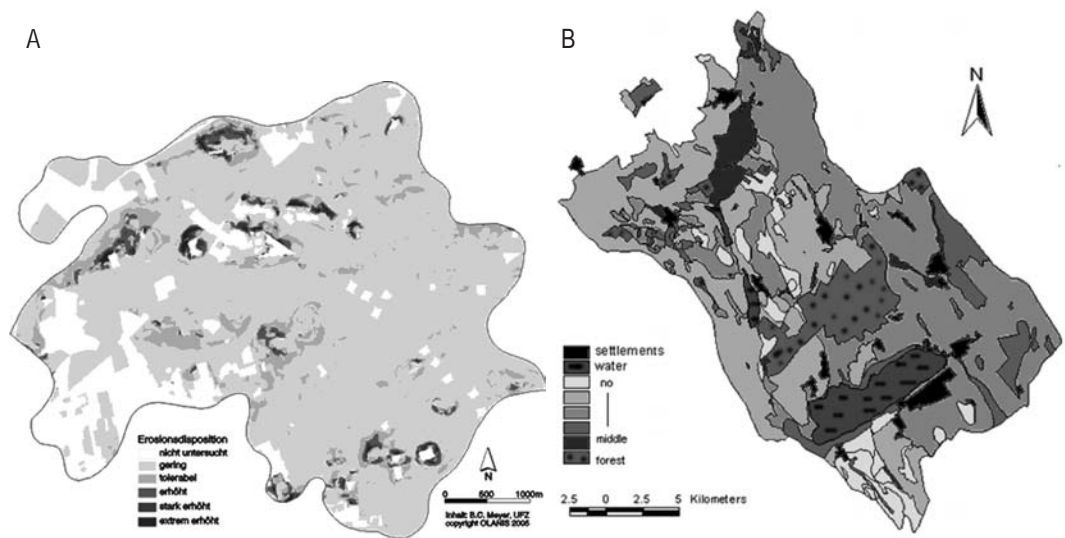 A
Erosionsdisposition
nicht untersucht
gering
tolerabel
erhöht
stark erhöht
extrem erhöht
N
0 500 1000m
Inhalt: B.C. Meyer, UFZ
copyright OLANIS 2005
B
N
settlements
water
no
middle
forest
2.5 0 2.5 5 Kilometers